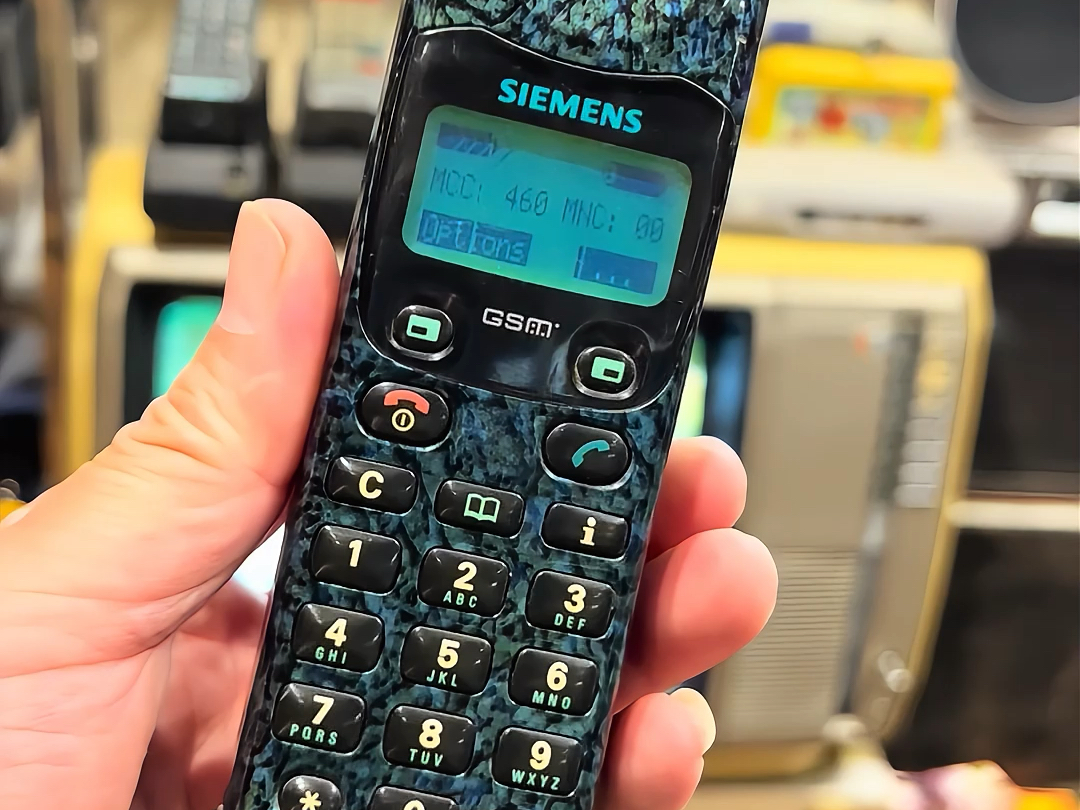 SIEMENS
MCC: 460 MNC: 00
Options
GSM
C
i
1
2
ABC
3
DEF
4
GHI
5
JKL
6
MNO
7
PQRS
8
TUV
9
WXYZ
*
0